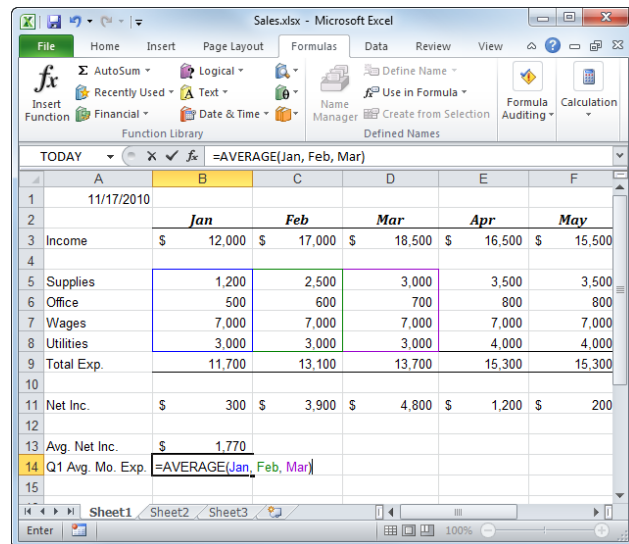 Sales.xlsx - Microsoft Excel
File Home Insert Page Layout Formulas Data Review View
fx Insert Function
Σ AutoSum
Recently Used
Financial
Logical
A Text
Date & Time
θ
Function Library
Name Manager
Define Name
Use in Formula
Create from Selection
Defined Names
Formula Auditing
Calculation
TODAY fx =AVERAGE(Jan, Feb, Mar)
A B C D E F
1 11/17/2010
2 Jan Feb Mar Apr May
3 Income $ 12,000 $ 17,000 $ 18,500 $ 16,500 $ 15,500
4
5 Supplies 1,200 2,500 3,000 3,500 3,500
6 Office 500 600 700 800 800
7 Wages 7,000 7,000 7,000 7,000 7,000
8 Utilities 3,000 3,000 3,000 4,000 4,000
9 Total Exp. 11,700 13,100 13,700 15,300 15,300
10
11 Net Inc. $ 300 $ 3,900 $ 4,800 $ 1,200 $ 200
12
13 Avg. Net Inc. $ 1,770
14 Q1 Avg. Mo. Exp. =AVERAGE(Jan, Feb, Mar)
15
Sheet1 Sheet2 Sheet3
Enter 100%